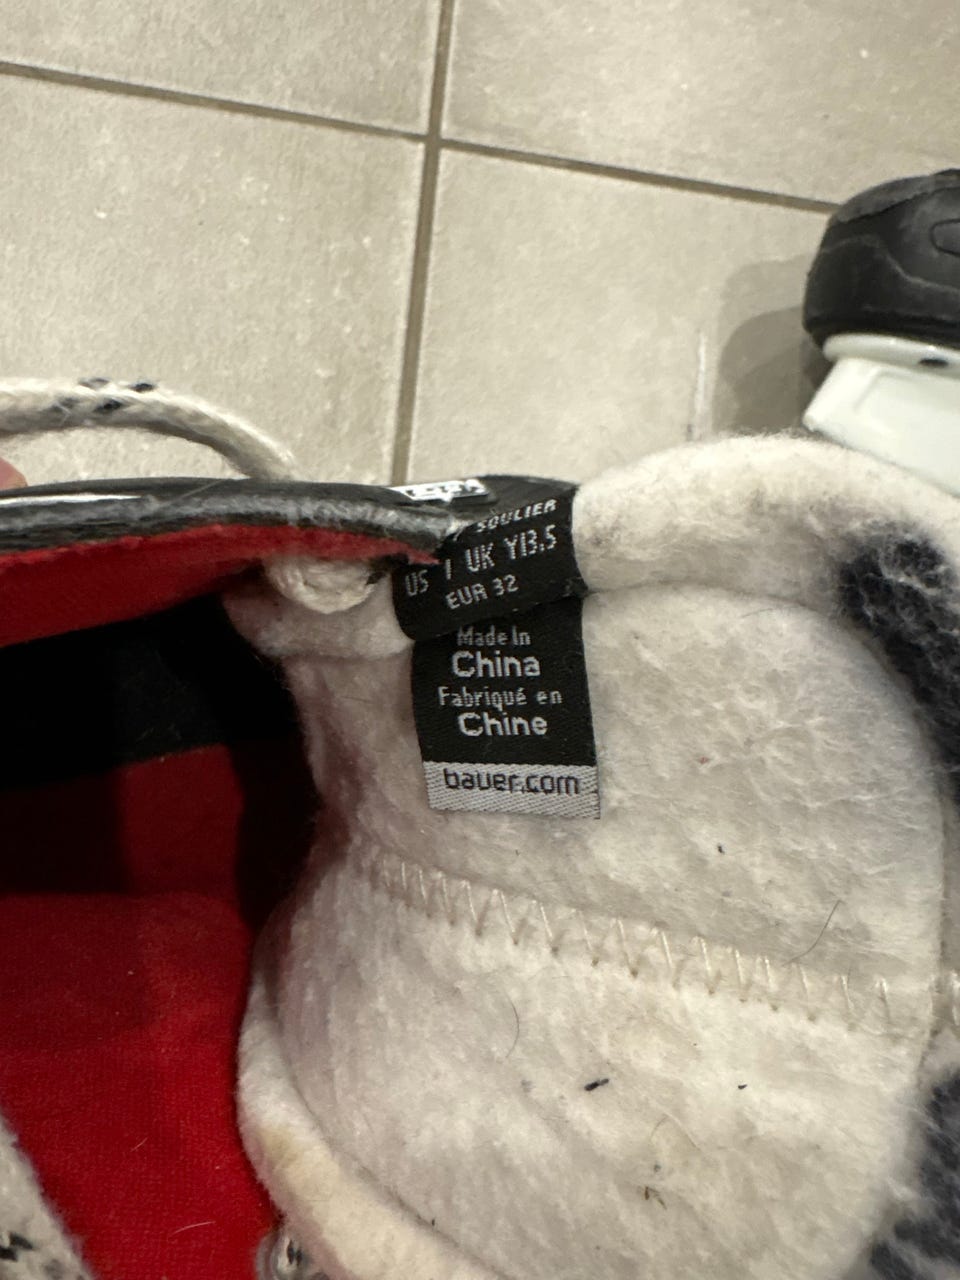 SOULIER
US 1 UK Y13.5
EUR 32
Made In
China
Fabriqué en
Chine
bauer.com